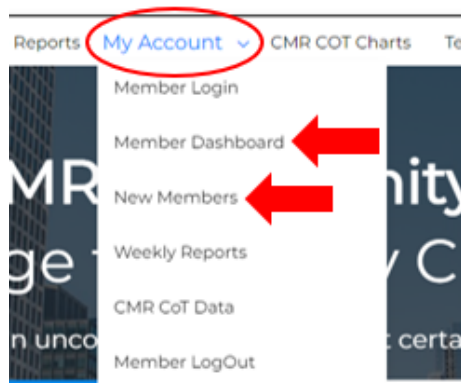 Reports My Account CMR COT Charts
Member Login
Member Dashboard
New Members
Weekly Reports
CMR CoT Data
Member LogOut